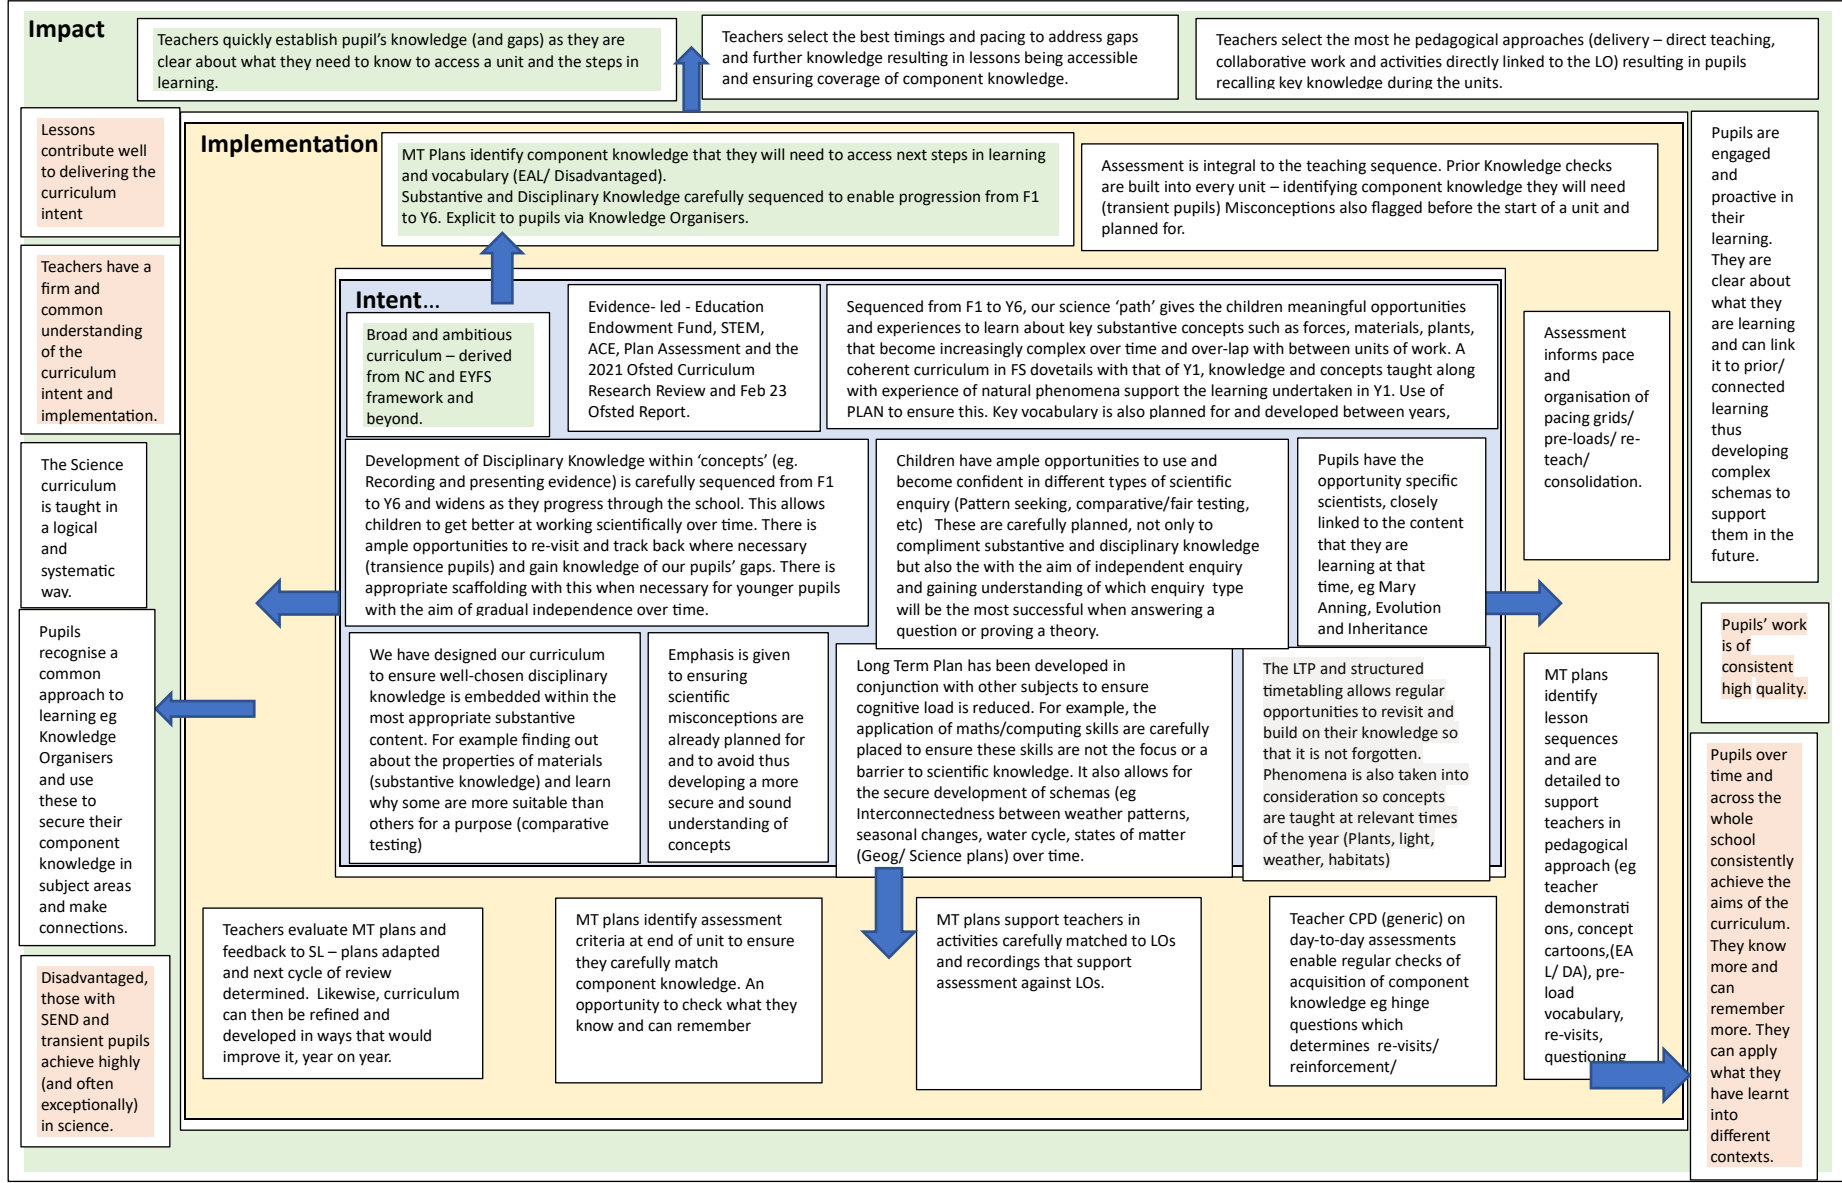 Impact
Teachers quickly establish pupil’s knowledge (and gaps) as they are
clear about what they need to know to access a unit and the steps in
learning.
Teachers select the best timings and pacing to address gaps
and further knowledge resulting in lessons being accessible
and ensuring coverage of component knowledge.
Teachers select the most he pedagogical approaches (delivery – direct teaching,
collaborative work and activities directly linked to the LO) resulting in pupils
recalling key knowledge during the units.
Lessons
contribute well
to delivering the
curriculum
intent
Teachers have a
firm and
common
understanding
of the
curriculum
intent and
implementation.
The Science
curriculum
is taught in
a logical
and
systematic
way.
Pupils
recognise a
common
approach to
learning eg
Knowledge
Organisers
and use
these to
secure their
component
knowledge in
subject areas
and make
connections.
Disadvantaged,
those with
SEND and
transient pupils
achieve highly
(and often
exceptionally)
in science.
Implementation
MT Plans identify component knowledge that they will need to access next steps in learning
and vocabulary (EAL/ Disadvantaged).
Substantive and Disciplinary Knowledge carefully sequenced to enable progression from F1
to Y6. Explicit to pupils via Knowledge Organisers.
Assessment is integral to the teaching sequence. Prior Knowledge checks
are built into every unit – identifying component knowledge they will need
(transient pupils) Misconceptions also flagged before the start of a unit and
planned for.
Intent...
Broad and ambitious
curriculum – derived
from NC and EYFS
framework and
beyond.
Evidence- led - Education
Endowment Fund, STEM,
ACE, Plan Assessment and the
2021 Ofsted Curriculum
Research Review and Feb 23
Ofsted Report.
Sequenced from F1 to Y6, our science ‘path’ gives the children meaningful opportunities
and experiences to learn about key substantive concepts such as forces, materials, plants,
that become increasingly complex over time and over-lap with between units of work. A
coherent curriculum in FS dovetails with that of Y1, knowledge and concepts taught along
with experience of natural phenomena support the learning undertaken in Y1. Use of
PLAN to ensure this. Key vocabulary is also planned for and developed between years,
Development of Disciplinary Knowledge within ‘concepts’ (eg.
Recording and presenting evidence) is carefully sequenced from F1
to Y6 and widens as they progress through the school. This allows
children to get better at working scientifically over time. There is
ample opportunities to re-visit and track back where necessary
(transience pupils) and gain knowledge of our pupils’ gaps. There is
appropriate scaffolding with this when necessary for younger pupils
with the aim of gradual independence over time.
Children have ample opportunities to use and
become confident in different types of scientific
enquiry (Pattern seeking, comparative/fair testing,
etc) These are carefully planned, not only to
compliment substantive and disciplinary knowledge
but also the with the aim of independent enquiry
and gaining understanding of which enquiry type
will be the most successful when answering a
question or proving a theory.
Pupils have the
opportunity specific
scientists, closely
linked to the content
that they are
learning at that
time, eg Mary
Anning, Evolution
and Inheritance
We have designed our curriculum
to ensure well-chosen disciplinary
knowledge is embedded within the
most appropriate substantive
content. For example finding out
about the properties of materials
(substantive knowledge) and learn
why some are more suitable than
others for a purpose (comparative
testing)
Emphasis is given
to ensuring
scientific
misconceptions are
already planned for
and to avoid thus
developing a more
secure and sound
understanding of
concepts
Long Term Plan has been developed in
conjunction with other subjects to ensure
cognitive load is reduced. For example, the
application of maths/computing skills are carefully
placed to ensure these skills are not the focus or a
barrier to scientific knowledge. It also allows for
the secure development of schemas (eg
Interconnectedness between weather patterns,
seasonal changes, water cycle, states of matter
(Geog/ Science plans) over time.
The LTP and structured
timetabling allows regular
opportunities to revisit and
build on their knowledge so
that it is not forgotten.
Phenomena is also taken into
consideration so concepts
are taught at relevant times
of the year (Plants, light,
weather, habitats)
Assessment
informs pace
and
organisation of
pacing grids/
pre-loads/ re-
teach/
consolidation.
MT plans
identify
lesson
sequences
and are
detailed to
support
teachers in
pedagogical
approach (eg
teacher
demonstrati
ons, concept
cartoons,(EA
L/ DA), pre-
load
vocabulary,
re-visits,
questioning
Teachers evaluate MT plans and
feedback to SL – plans adapted
and next cycle of review
determined. Likewise, curriculum
can then be refined and
developed in ways that would
improve it, year on year.
MT plans identify assessment
criteria at end of unit to ensure
they carefully match
component knowledge. An
opportunity to check what they
know and can remember
MT plans support teachers in
activities carefully matched to LOs
and recordings that support
assessment against LOs.
Teacher CPD (generic) on
day-to-day assessments
enable regular checks of
acquisition of component
knowledge eg hinge
questions which
determines re-visits/
reinforcement/
Pupils are
engaged
and
proactive in
their
learning.
They are
clear about
what they
are learning
and can link
it to prior/
connected
learning
thus
developing
complex
schemas to
support
them in the
future.
Pupils’ work
is of
consistent
high quality.
Pupils over
time and
across the
whole
school
consistently
achieve the
aims of the
curriculum.
They know
more and
can
remember
more. They
can apply
what they
have learnt
into
different
contexts.